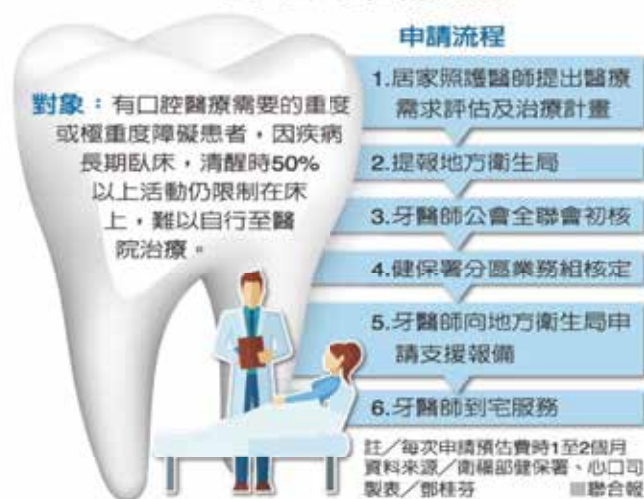 對象：有口腔醫療需要的重度
或極重度障礙患者，因疾病
長期臥床，清醒時50%
以上活動仍限制在床
上，難以自行至醫
院治療。
申請流程
1.居家照護醫師提出醫療
需求評估及治療計畫
2.提報地方衛生局
3.牙醫師公會全聯會初核
4.健保署分區業務組核定
5.牙醫師向地方衛生局申
請支援報備
6.牙醫師到宅服務
註／每次申請預估費時1至2個月
資料來源／衛福部健保署、心口司
製表／鄧桂芬
■聯合報